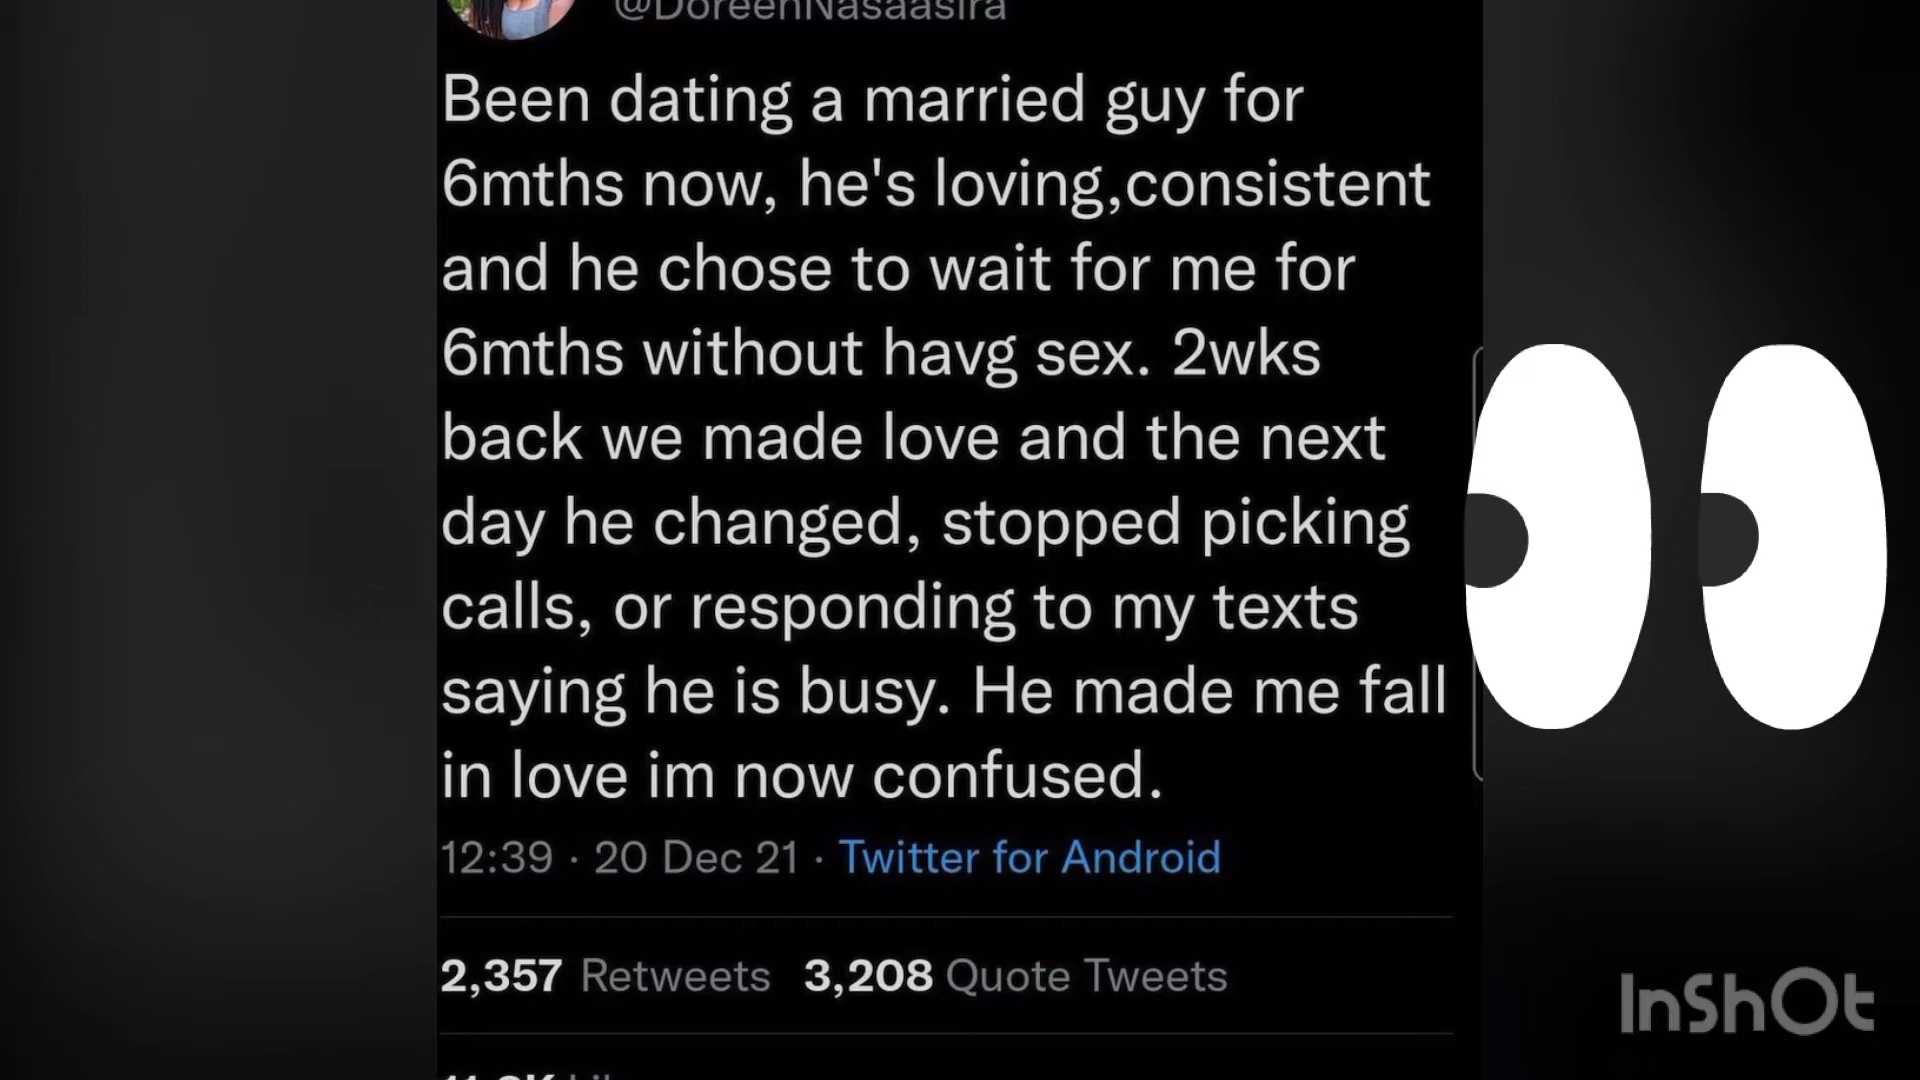 @DoreenNasaasira
Been dating a married guy for
6mths now, he's loving,consistent
and he chose to wait for me for
6mths without havg sex. 2wks
back we made love and the next
day he changed, stopped picking
calls, or responding to my texts
saying he is busy. He made me fall
in love im now confused.
12:39 · 20 Dec 21 · Twitter for Android
2,357 Retweets 3,208 Quote Tweets
InShOt